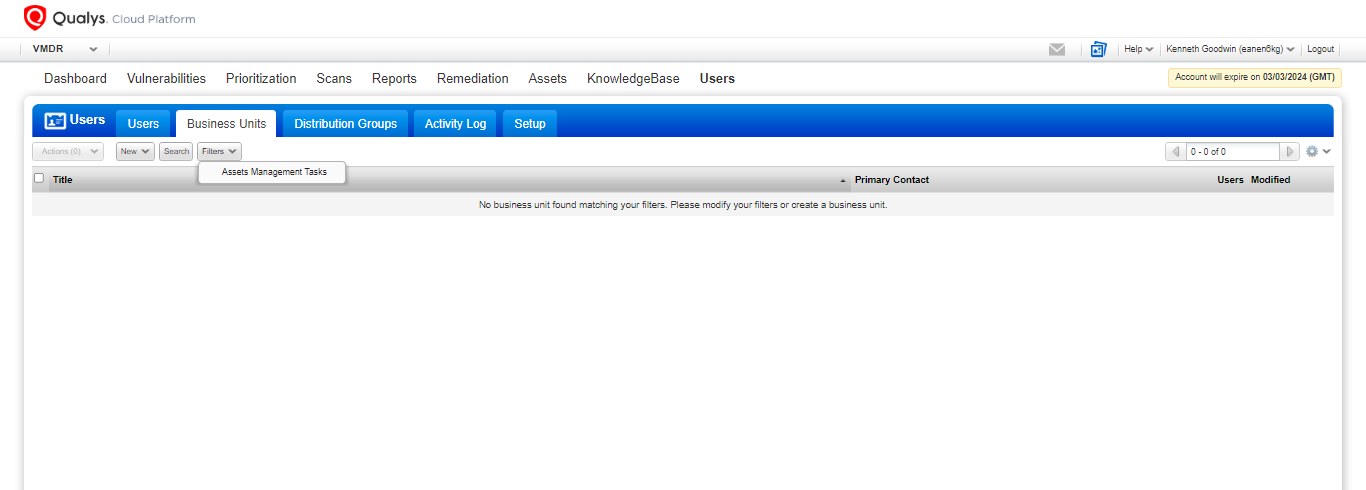 Qualys. Cloud Platform
VMDR Help Kenneth Goodwin (eanen6kg) Logout
Dashboard Vulnerabilities Prioritization Scans Reports Remediation Assets KnowledgeBase Users Account will expire on 03/03/2024 (GMT)
Users Users Business Units Distribution Groups Activity Log Setup
Actions (0) New Search Filters 0 - 0 of 0
Assets Management Tasks
Title Primary Contact Users Modified
No business unit found matching your filters. Please modify your filters or create a business unit.